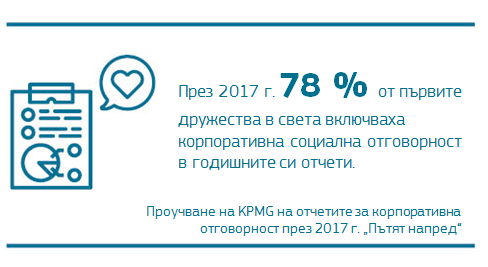 През 2017 г. 78 % от първите
дружества в света включваха
корпоративна социална отговорност
в годишните си отчети.
Проучване на KPMG на отчетите за корпоративна
отговорност през 2017 г. „Пътят напред“